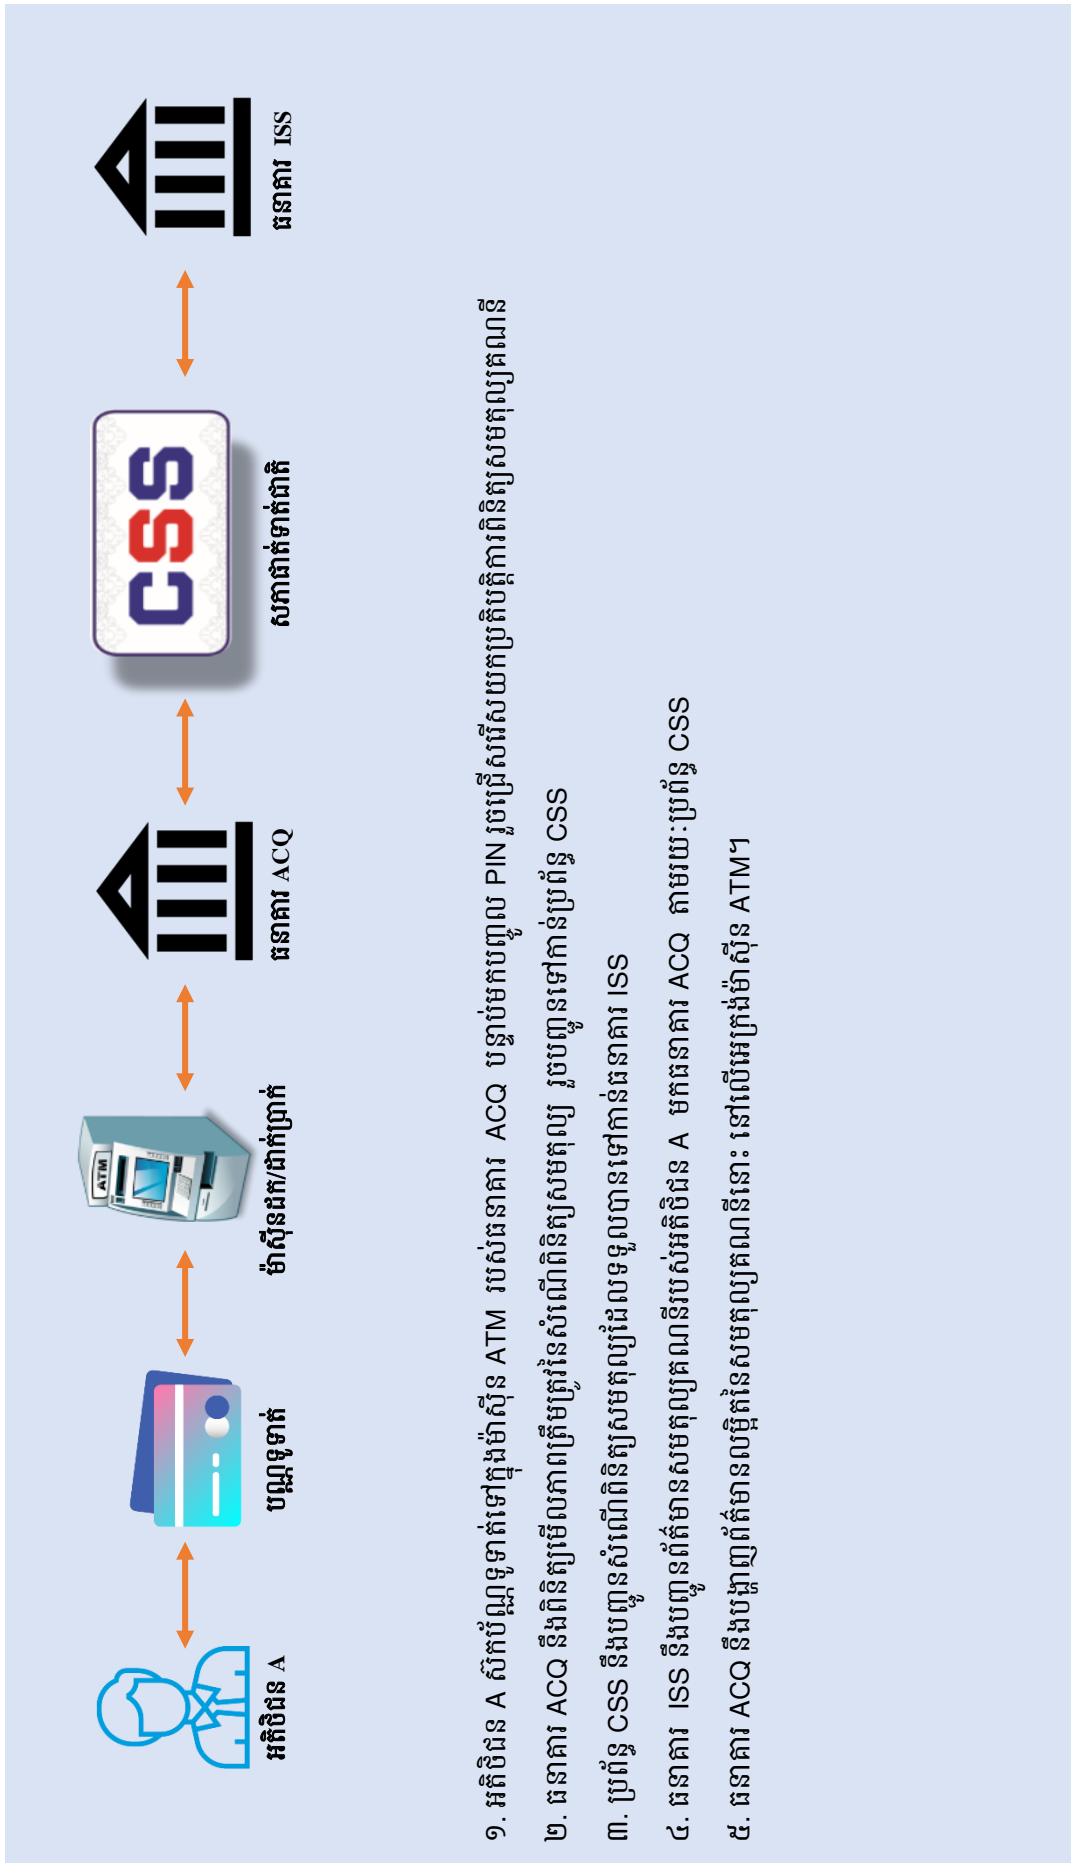 អតិថិជន A
បណ្ណទូទាត់
ATM
ម៉ាស៊ីនដក/ដាក់ប្រាក់
ធនាគារ ACQ
CSS
សភាផាត់ទាត់ជាតិ
ធនាគារ ISS
១. អតិថិជន A ស៊កប័ណ្ណទូទាត់ទៅក្នុងម៉ាស៊ីន ATM របស់ធនាគារ ACQ បន្ទាប់មកបញ្ចូល PIN រួចជ្រើសរើសយកប្រតិបត្តិការពិនិត្យសមតុល្យគណនី
២. ធនាគារ ACQ នឹងពិនិត្យមើលភាពត្រឹមត្រូវនៃសំណើពិនិត្យសមតុល្យ រួចបញ្ជូនទៅកាន់ប្រព័ន្ធ CSS
៣. ប្រព័ន្ធ CSS នឹងបញ្ជូនសំណើពិនិត្យសមតុល្យដែលទទួលបានទៅកាន់ធនាគារ ISS
៤. ធនាគារ ISS នឹងបញ្ជូនព័ត៌មានសមតុល្យគណនីរបស់អតិថិជន A មកធនាគារ ACQ តាមរយៈប្រព័ន្ធ CSS
៥. ធនាគារ ACQ នឹងបង្ហាញព័ត៌មានលម្អិតនៃសមតុល្យគណនីនោះ នៅលើអេក្រង់ម៉ាស៊ីន ATM។